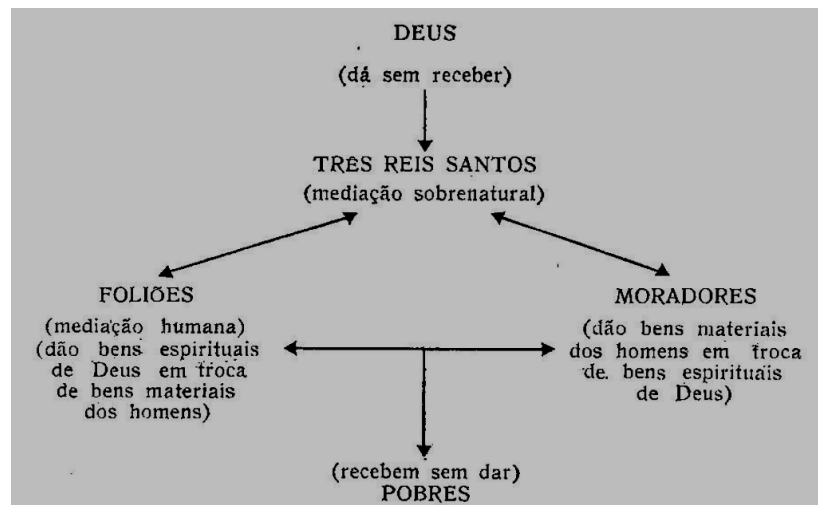 DEUS
(dá sem receber)
TRÊS REIS SANTOS
(mediação sobrenatural)
FOLIÕES
(mediação humana)
(dão bens espirituais
de Deus em troca
de bens materiais
dos homens)
MORADORES
(dão bens materiais
dos homens em troca
de bens espirituais
de Deus)
(recebem sem dar)
POBRES